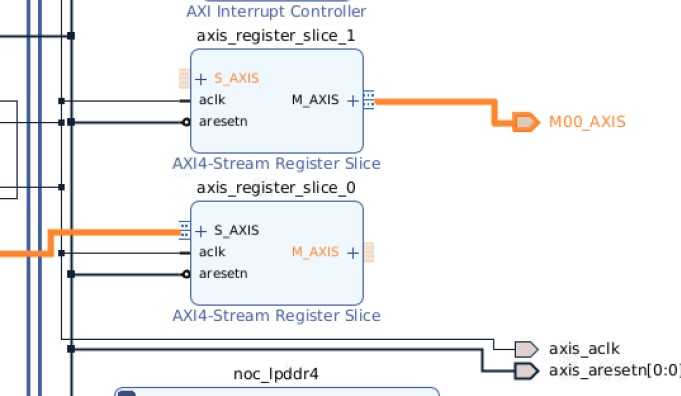 AXI Interrupt Controller
axis_register_slice_1
S_AXIS
aclk
M_AXIS
aresetn
M00_AXIS
AXI4-Stream Register Slice
axis_register_slice_0
S_AXIS
aclk
M_AXIS
aresetn
AXI4-Stream Register Slice
axis_aclk
axis_aresetn[0:0]
noc_lpddr4